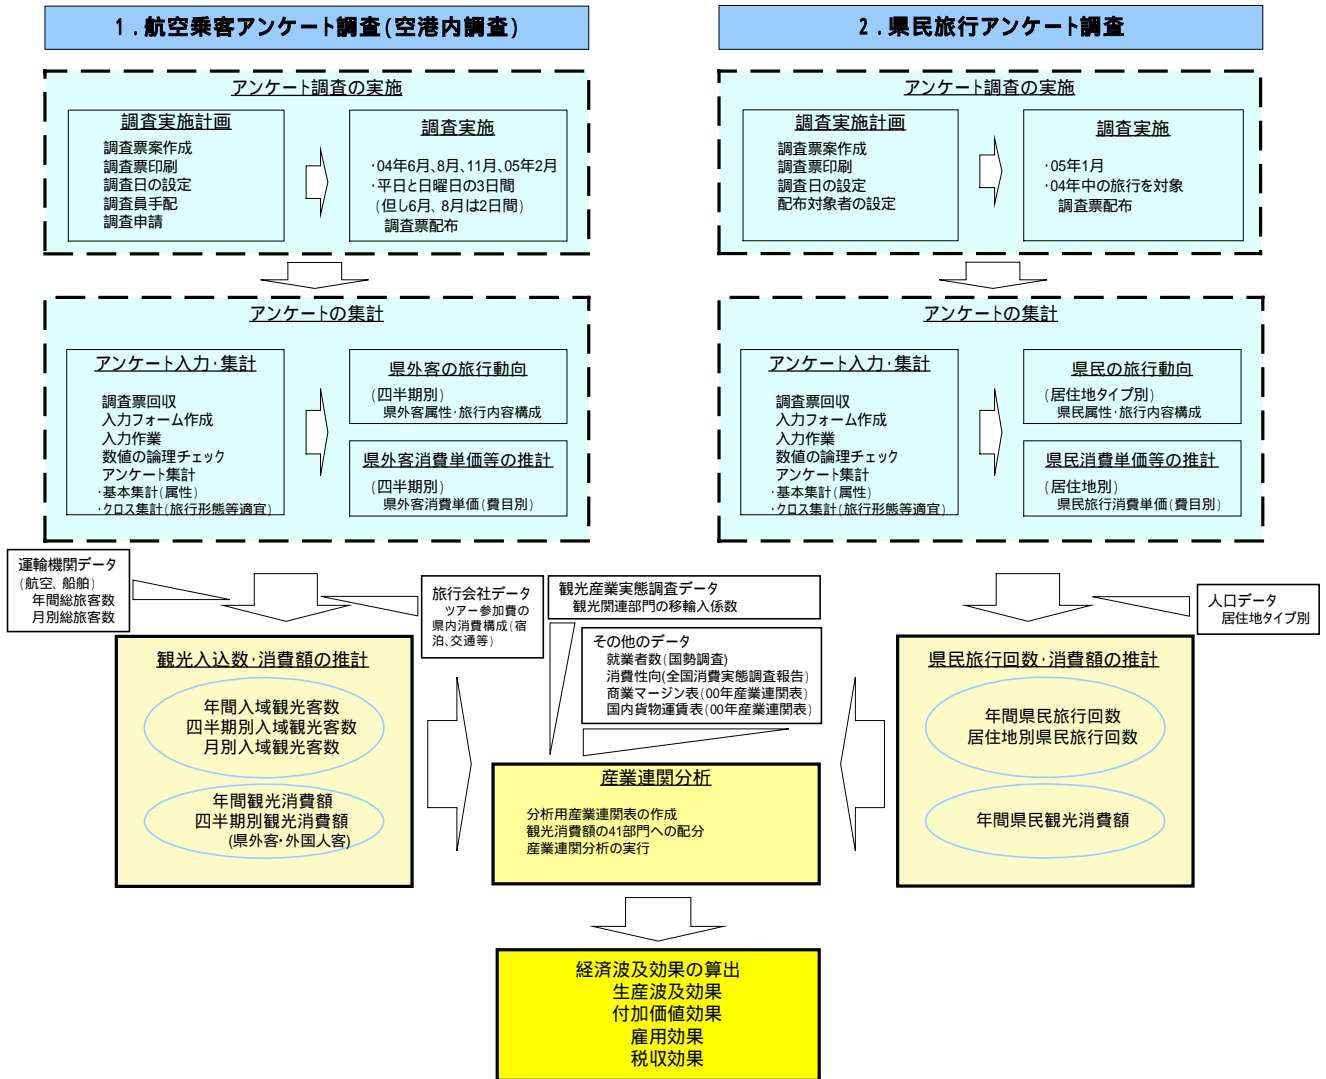 1．航空乗客アンケート調査(空港内調査)
アンケート調査の実施
調査実施計画
調査票案作成
調査票印刷
調査日の設定
調査員手配
調査申請
調査実施
・04年6月、8月、11月、05年2月
・平日と日曜日の3日間
(但し6月、8月は2日間)
調査票配布
アンケートの集計
アンケート入力・集計
調査票回収
入力フォーム作成
入力作業
数値の論理チェック
アンケート集計
・基本集計(属性)
・クロス集計(旅行形態等適宜)
県外客の旅行動向
(四半期別)
県外客属性・旅行内容構成
県外客消費単価等の推計
(四半期別)
県外客消費単価(費目別)
2．県民旅行アンケート調査
アンケート調査の実施
調査実施計画
調査票案作成
調査票印刷
調査日の設定
配布対象者の設定
調査実施
・05年1月
・04年中の旅行を対象
調査票配布
アンケートの集計
アンケート入力・集計
調査票回収
入力フォーム作成
入力作業
数値の論理チェック
アンケート集計
・基本集計(属性)
・クロス集計(旅行形態等適宜)
県民の旅行動向
(居住地タイプ別)
県民属性・旅行内容構成
県民消費単価等の推計
(居住地別)
県民旅行消費単価(費目別)
運輸機関データ
(航空、船舶)
年間総旅客数
月別総旅客数
旅行会社データ
ツアー参加費の
県内消費構成(宿
泊、交通等)
観光産業実態調査データ
観光関連部門の移輸入係数
その他のデータ
就業者数(国勢調査)
消費性向(全国消費実態調査報告)
商業マージン表(00年産業連関表)
国内貨物運賃表(00年産業連関表)
人口データ
居住地タイプ別
観光入込数・消費額の推計
年間入域観光客数
四半期別入域観光客数
月別入域観光客数
年間観光消費額
四半期別観光消費額
(県外客・外国人客)
産業連関分析
分析用産業連関表の作成
観光消費額の41部門への配分
産業連関分析の実行
県民旅行回数・消費額の推計
年間県民旅行回数
居住地別県民旅行回数
年間県民観光消費額
経済波及効果の算出
生産波及効果
付加価値効果
雇用効果
税収効果